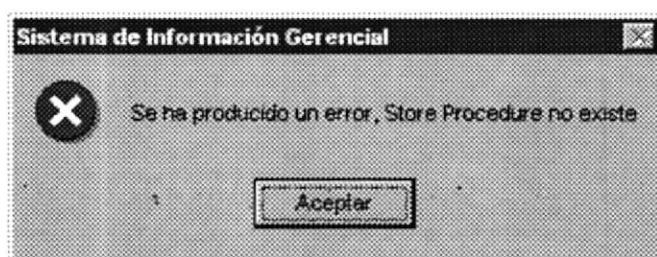 Sistema de Información Gerencial
Se ha producido un error, Store Procedure no existe
Aceptar